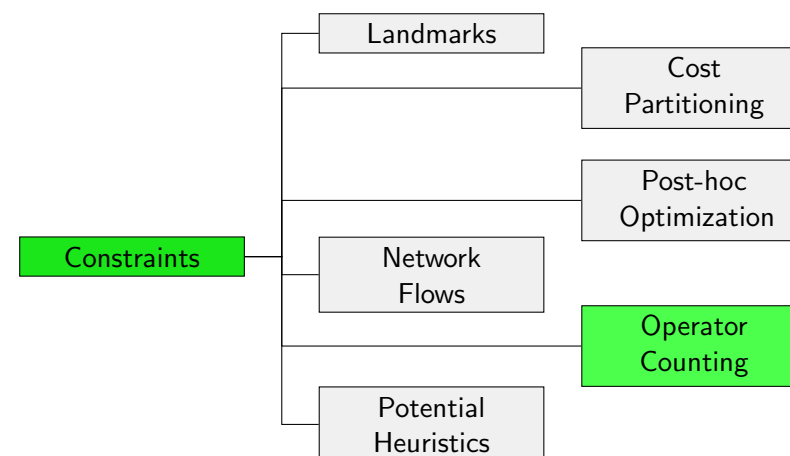 Landmarks
Cost
Partitioning
Post-hoc
Optimization
Constraints
Network
Flows
Operator
Counting
Potential
Heuristics